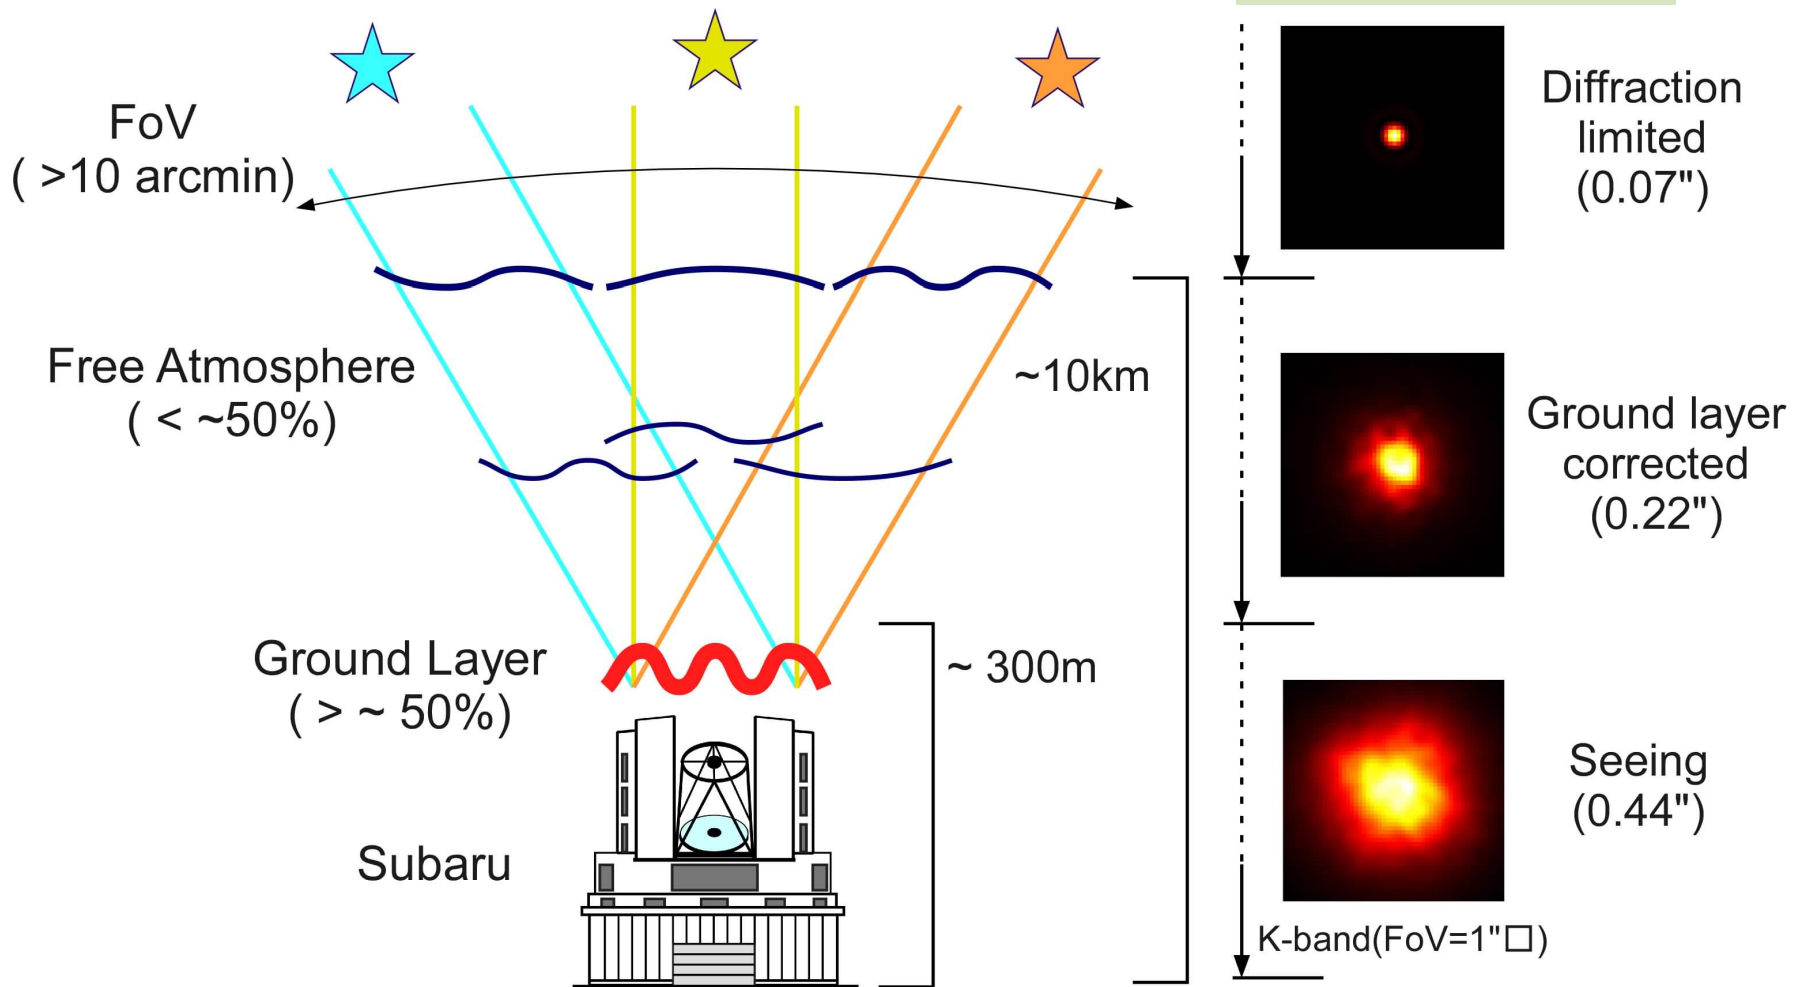 FoV
( >10 arcmin)
Free Atmosphere
( < ~50%)
Ground Layer
( > ~ 50%)
Subaru
~10km
~ 300m
Diffraction
limited
(0.07")
Ground layer
corrected
(0.22")
Seeing
(0.44")
K-band(FoV=1"□)